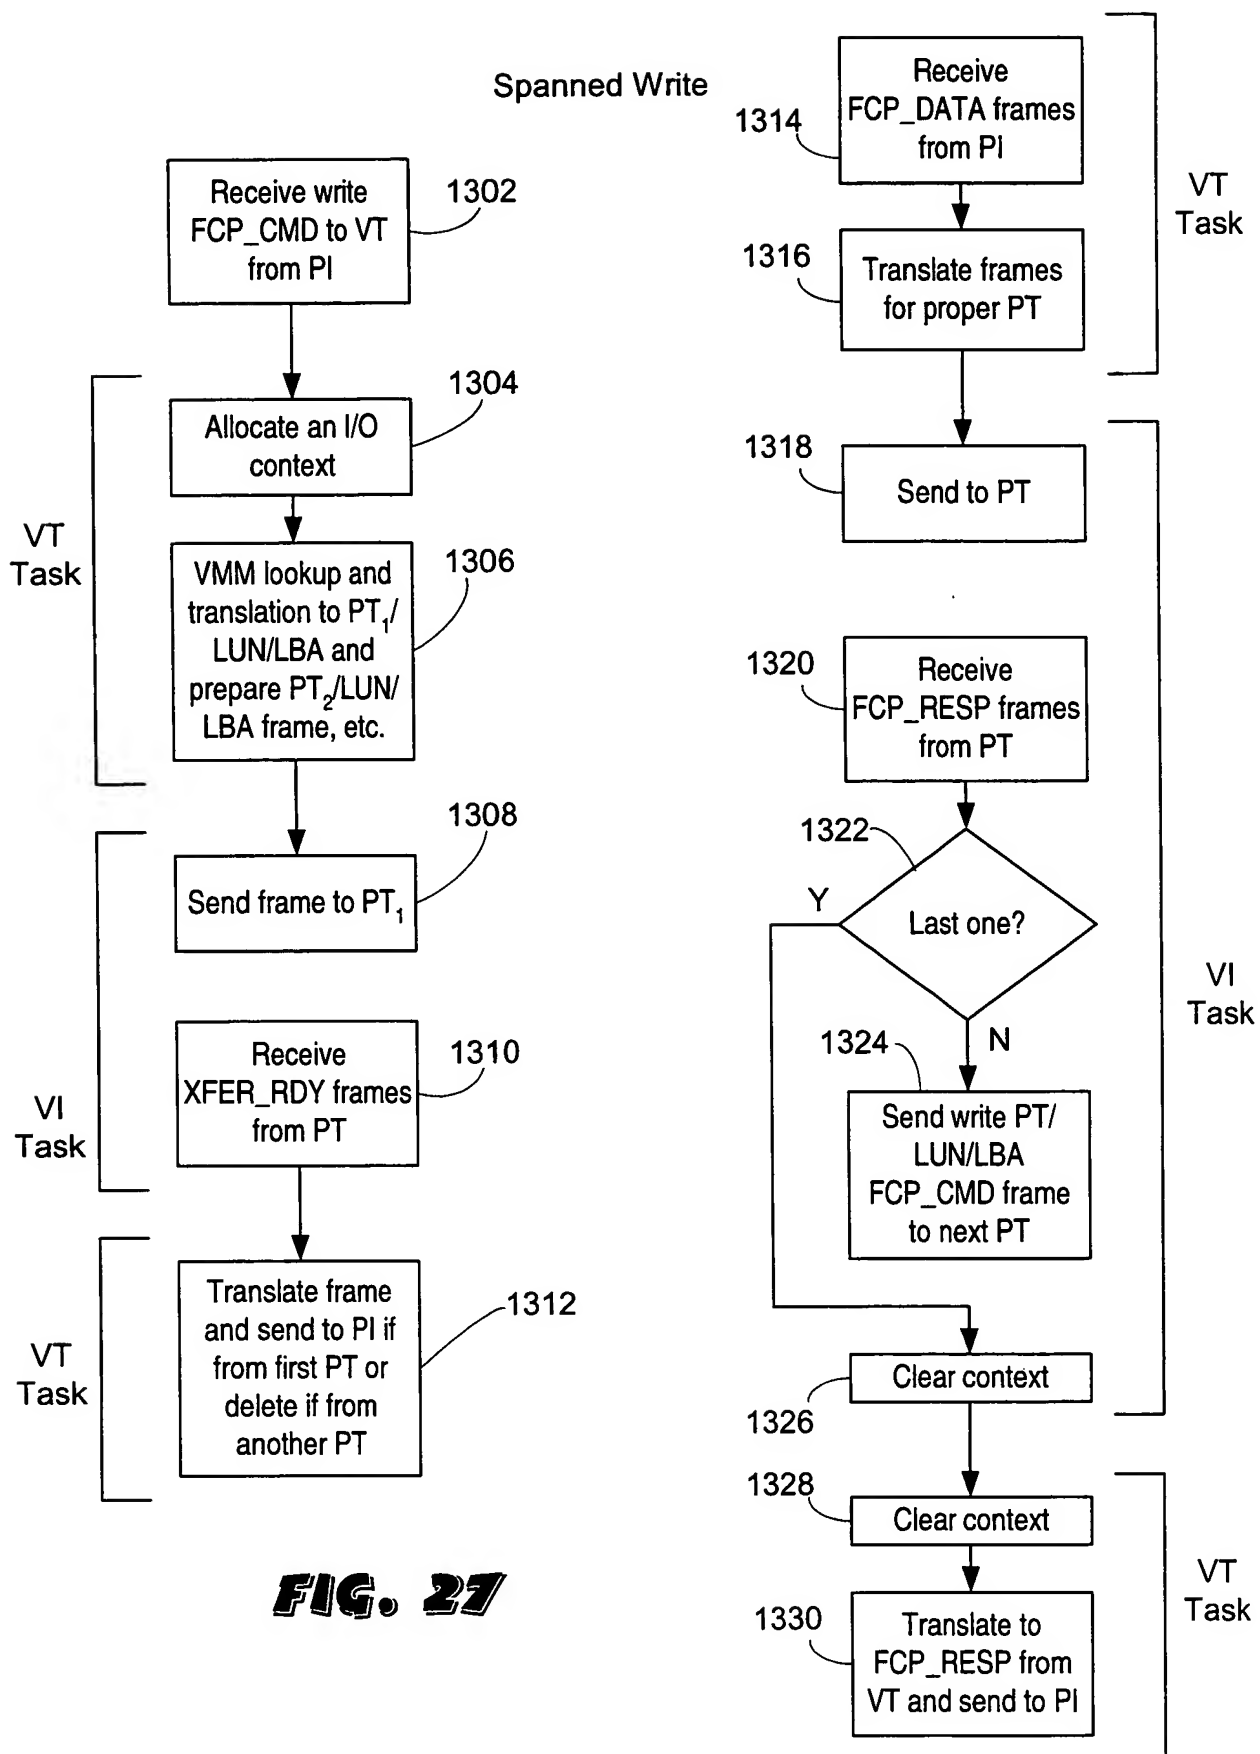 Spanned Write
Receive write
FCP_CMD to VT
from PI
1302
VT
Task
Allocate an I/O
context
1304
VMM lookup and
translation to PT1/
LUN/LBA and
prepare PT2/LUN/
LBA frame, etc.
1306
VI
Task
Send frame to PT1
1308
Receive
XFER_RDY frames
from PT
1310
VT
Task
Translate frame
and send to PI if
from first PT or
delete if from
another PT
1312
FIG. 27
1314
Receive
FCP_DATA frames
from PI
VT
Task
1316
Translate frames
for proper PT
1318
Send to PT
1320
Receive
FCP_RESP frames
from PT
1322
Y
Last one?
N
VI
Task
1324
Send write PT/
LUN/LBA
FCP_CMD frame
to next PT
Clear context
1326
1328
Clear context
VT
Task
1330
Translate to
FCP_RESP from
VT and send to PI